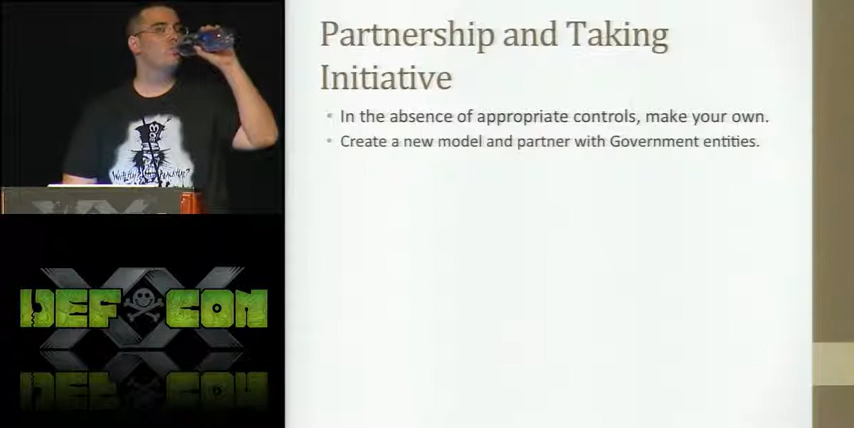 Partnership and Taking
Initiative
In the absence of appropriate controls, make your own.
Create a new model and partner with Government entities.
XX
DEF CON